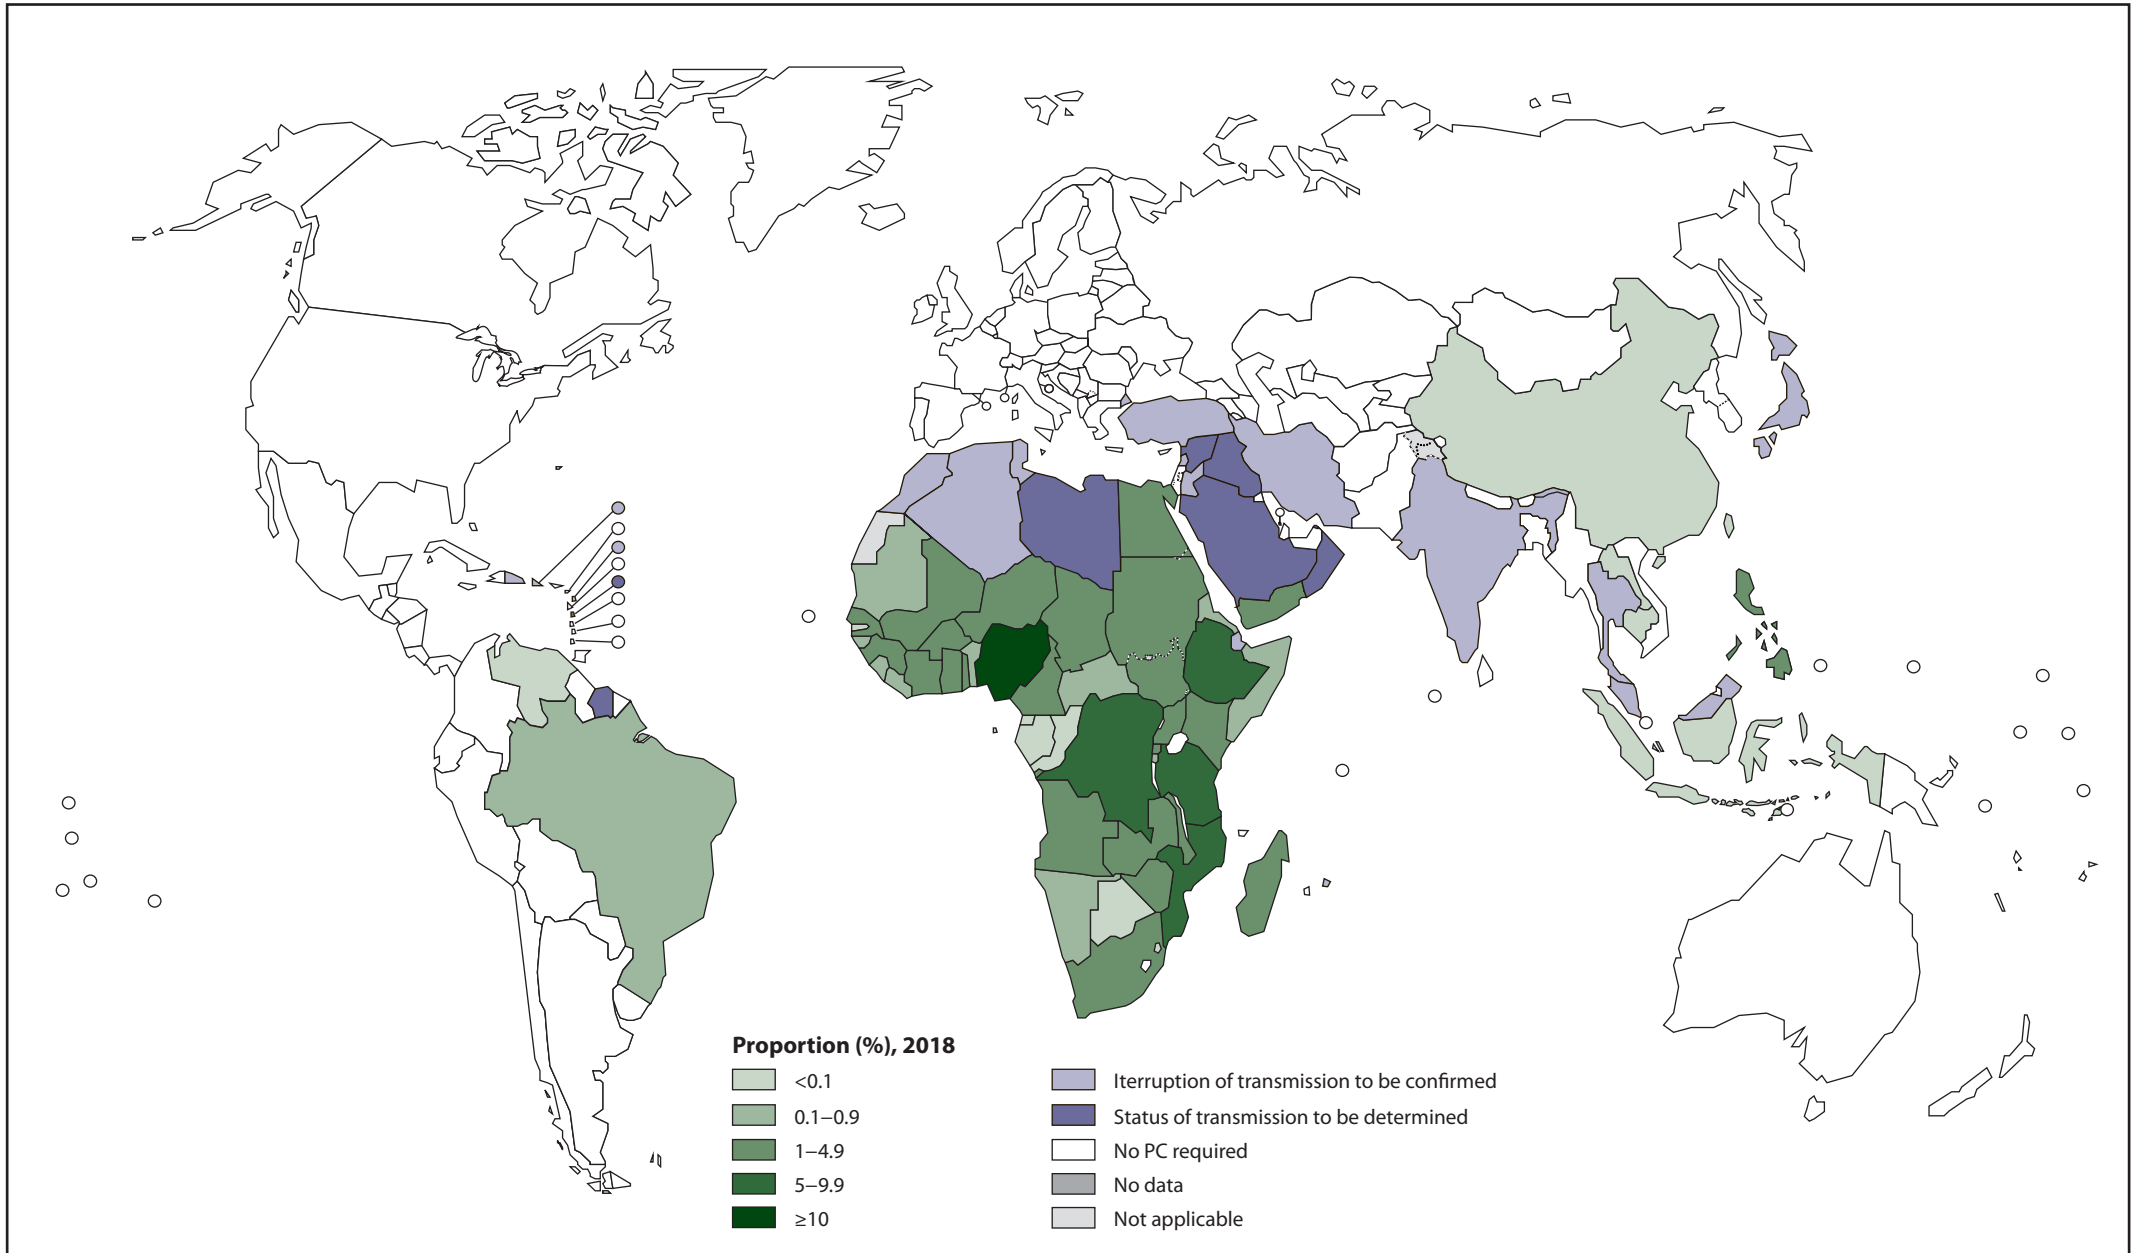 Proportion (%), 2018
<0.1
0.1–0.9
1–4.9
5–9.9
≥10
Iterruption of transmission to be confirmed
Status of transmission to be determined
No PC required
No data
Not applicable